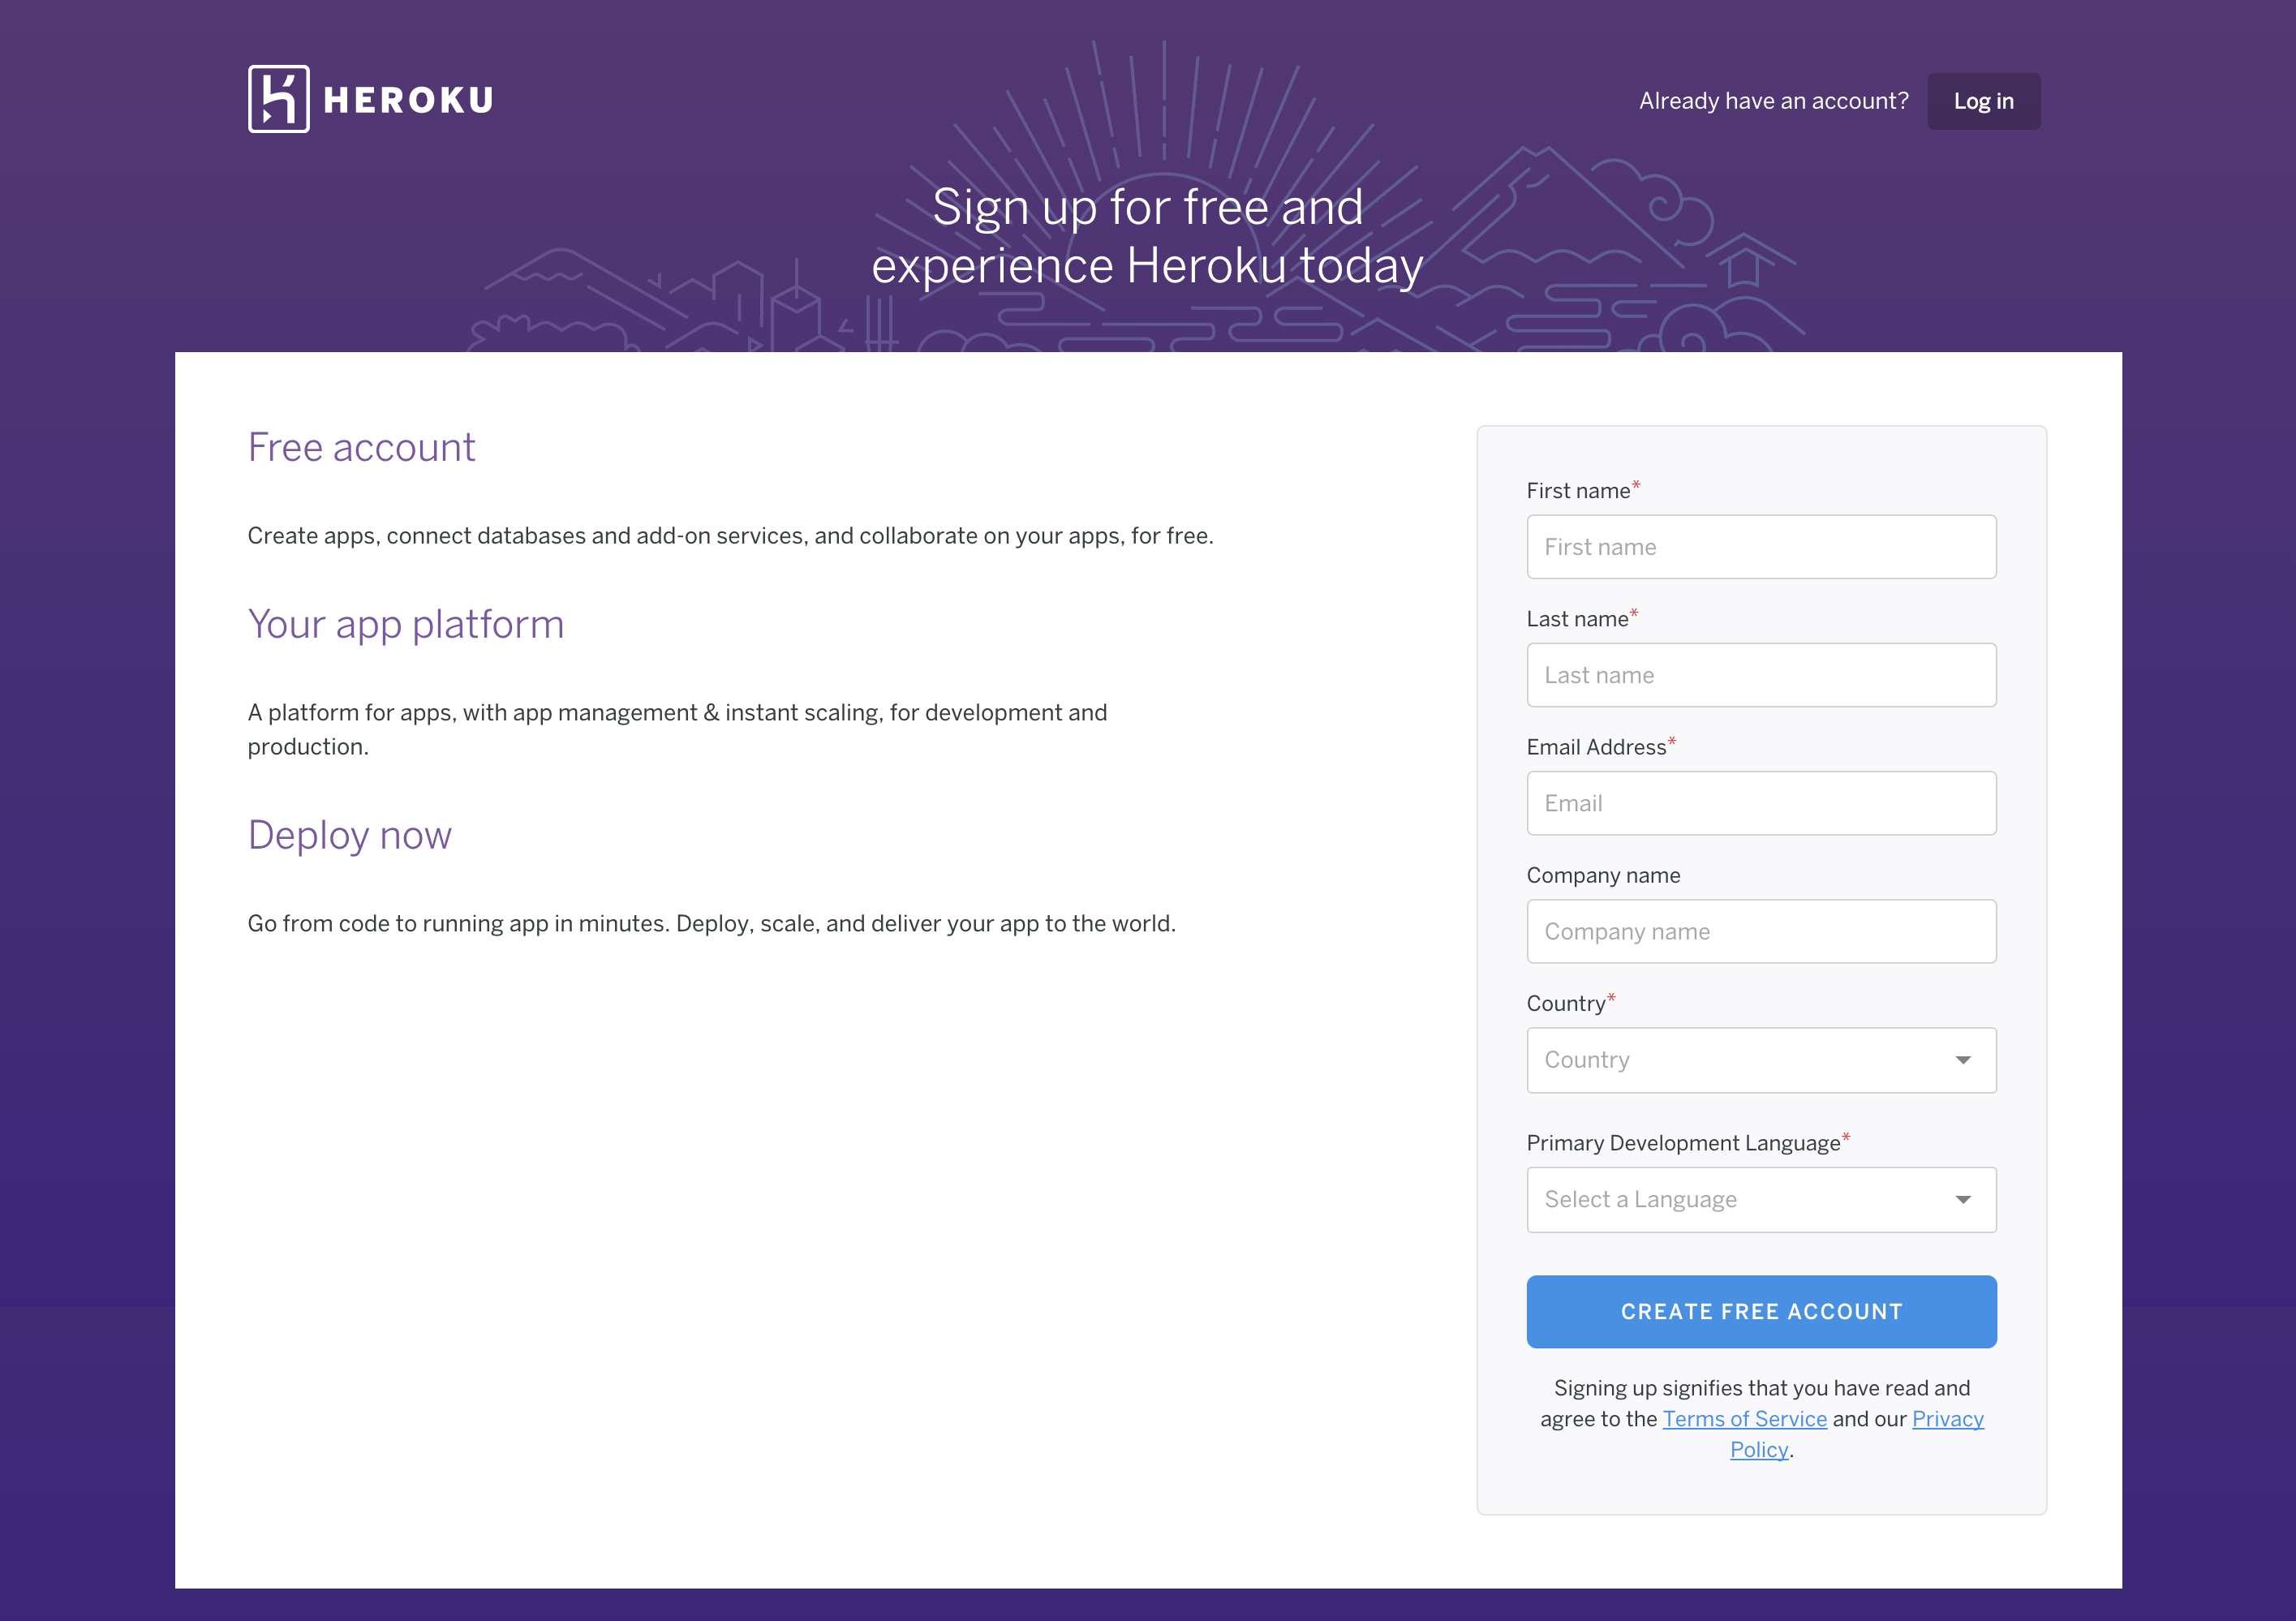 HEROKU
Already have an account?
Log in
Sign up for free and
experience Heroku today
Free account
Create apps, connect databases and add-on services, and collaborate on your apps, for free.
Your app platform
A platform for apps, with app management & instant scaling, for development and
production.
Deploy now
Go from code to running app in minutes. Deploy, scale, and deliver your app to the world.
First name*
First name
Last name*
Last name
Email Address*
Email
Company name
Company name
Country*
Country
Primary Development Language*
Select a Language
CREATE FREE ACCOUNT
Signing up signifies that you have read and
agree to the Terms of Service and our Privacy
Policy.